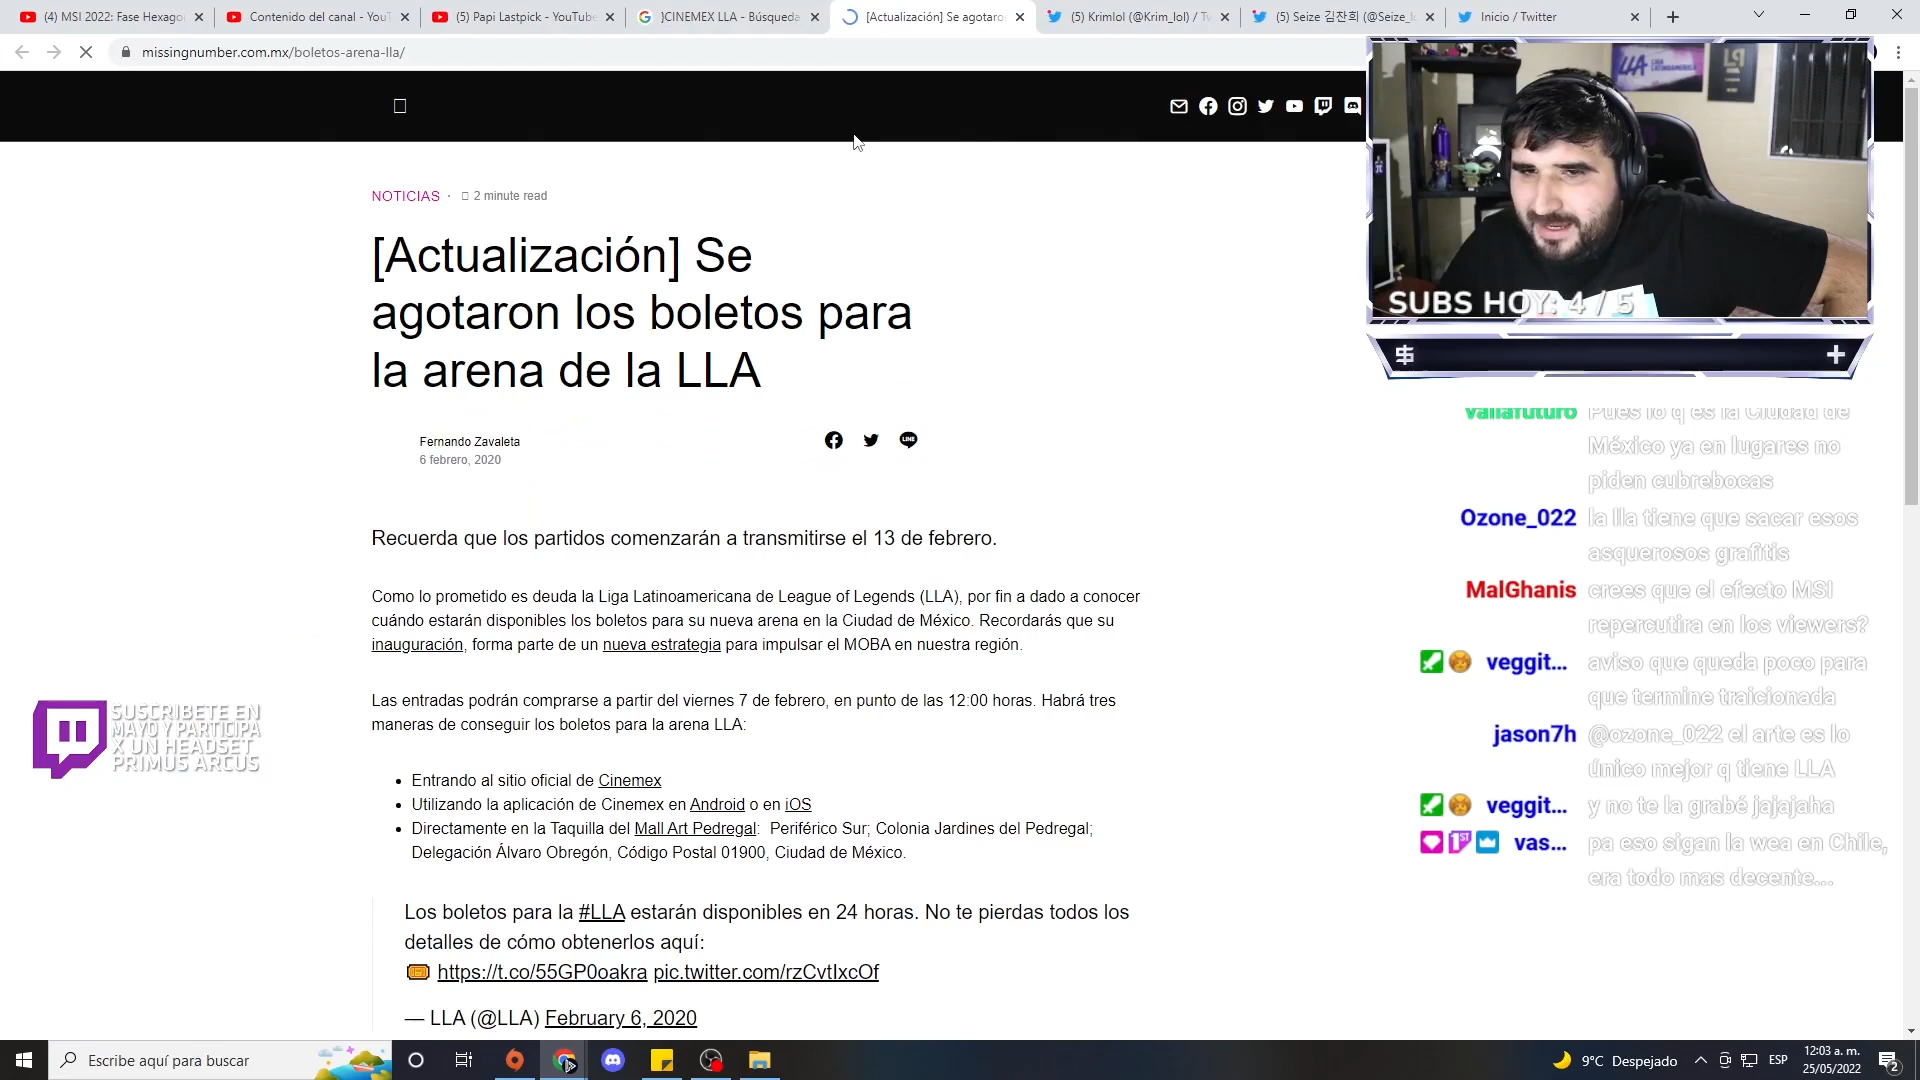 (4) MSI 2022: Fase Hexago
Contenido del canal - YouT
(5) Papi Lastpick - YouTube
}CINEMEX LLA - Búsqueda
[Actualización] Se agotaro
(5) Krimlol (@Krim_lol) / Tw
(5) Seize 김찬희 (@Seize_l
Inicio / Twitter
missingnumber.com.mx/boletos-arena-lla/
NOTICIAS · 2 minute read
[Actualización] Se
agotaron los boletos para
la arena de la LLA
Fernando Zavaleta
6 febrero, 2020
Recuerda que los partidos comenzarán a transmitirse el 13 de febrero.
Como lo prometido es deuda la Liga Latinoamericana de League of Legends (LLA), por fin a dado a conocer
cuándo estarán disponibles los boletos para su nueva arena en la Ciudad de México. Recordarás que su
inauguración, forma parte de un nueva estrategia para impulsar el MOBA en nuestra región.
Las entradas podrán comprarse a partir del viernes 7 de febrero, en punto de las 12:00 horas. Habrá tres
maneras de conseguir los boletos para la arena LLA:
• Entrando al sitio oficial de Cinemex
• Utilizando la aplicación de Cinemex en Android o en iOS
• Directamente en la Taquilla del Mall Art Pedregal: Periférico Sur; Colonia Jardines del Pedregal;
Delegación Álvaro Obregón, Código Postal 01900, Ciudad de México.
Los boletos para la #LLA estarán disponibles en 24 horas. No te pierdas todos los
detalles de cómo obtenerlos aquí:
https://t.co/55GP0oakra pic.twitter.com/rzCvtIxcOf
— LLA (@LLA) February 6, 2020
SUSCRIBETE EN
MAYO Y PARTICIPA
X UN HEADSET
PRIMUS ARCUS
LLA LIGA LATINOAMÉRICA
SUBS HOY: 4 / 5
vallafuturo Pues lo q es la Ciudad de
México ya en lugares no
piden cubrebocas
Ozone_022 la lla tiene que sacar esos
asquerosos grafitis
MalGhanis crees que el efecto MSI
repercutira en los viewers?
veggit... aviso que queda poco para
que termine traicionada
jason7h @ozone_022 el arte es lo
único mejor q tiene LLA
veggit... y no te la grabé jajajaha
1ST vas... pa eso sigan la wea en Chile,
era todo mas decente...
Escribe aquí para buscar
9°C Despejado
ESP
12:03 a. m.
25/05/2022
2